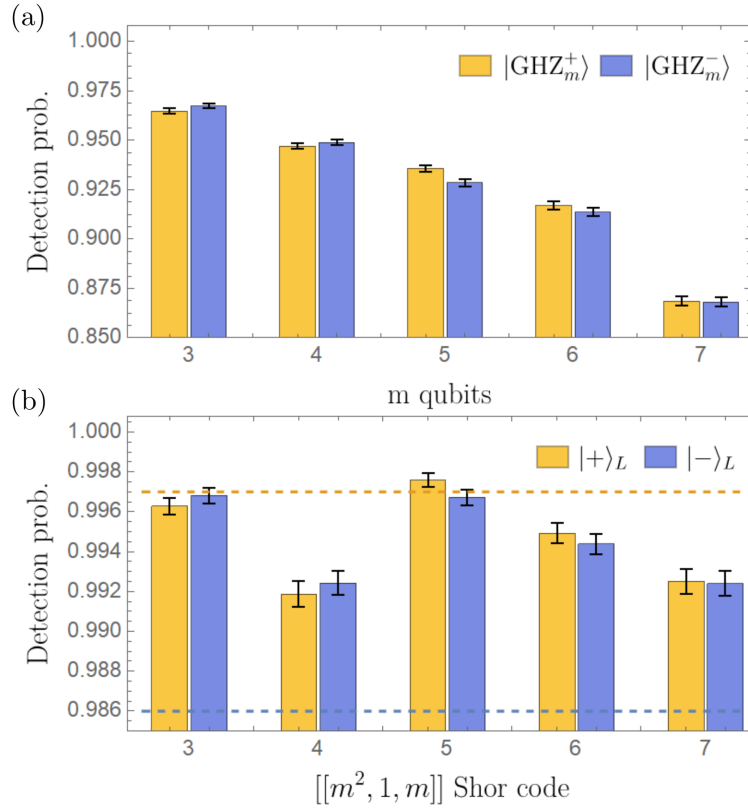 (a)
1.000
|GHZ⁺ₘ⟩ |GHZ⁻ₘ⟩
0.975
0.950
0.925
0.900
0.875
0.850
Detection prob.
3 4 5 6 7
m qubits
(b)
1.000
|+⟩L |−⟩L
0.998
0.996
0.994
0.992
0.990
0.988
0.986
Detection prob.
3 4 5 6 7
[[m², 1, m]] Shor code